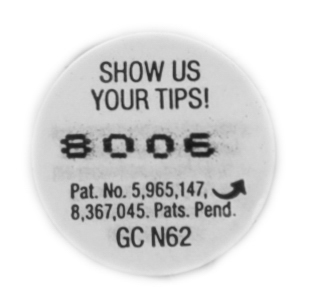 SHOW US
YOUR TIPS!
8006
Pat. No. 5,965,147,
8,367,045. Pats. Pend.
GC N62